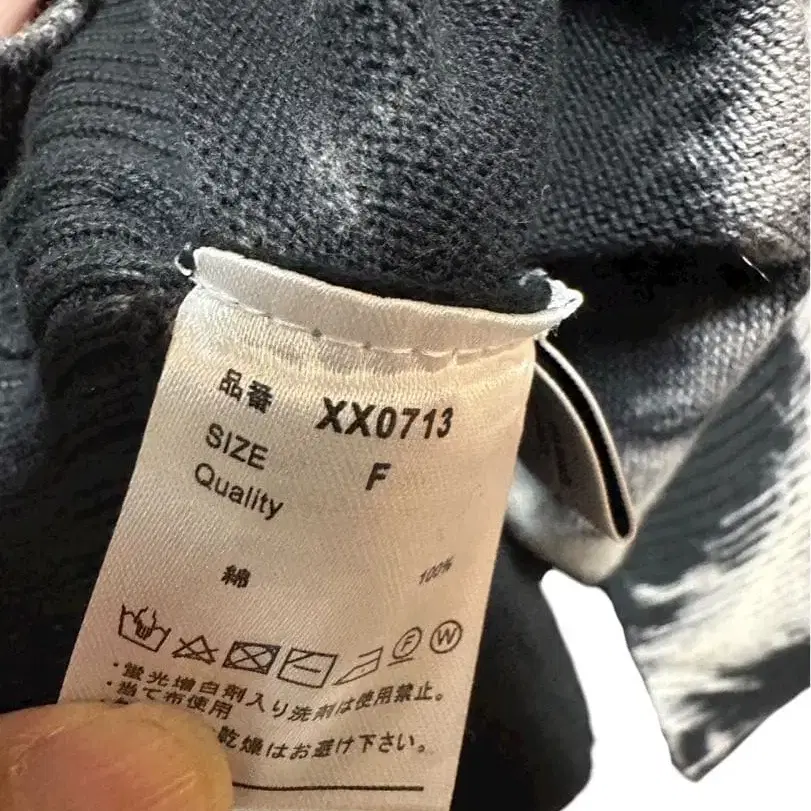 品番 XX0713
SIZE F
Quality
綿 100%
F W
・蛍光増白剤入り洗剤は使用禁止。
・当て布使用
乾燥はお避け下さい。